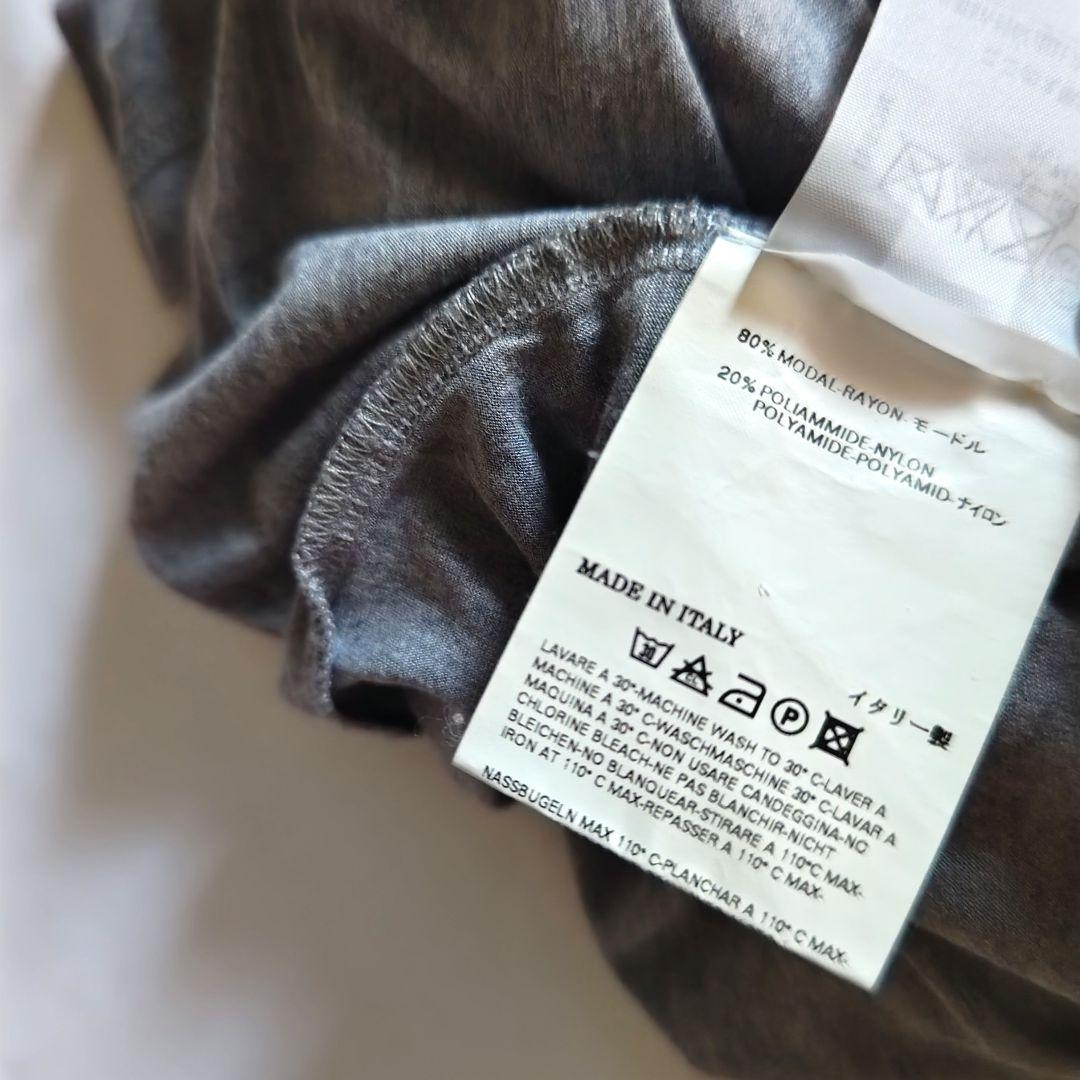 80% MODAL-RAYON-モードル
20% POLIAMMIDE-NYLON
POLYAMIDE-POLYAMID-ナイロン
MADE IN ITALY
イタリー製
30
CL
P
LAVARE A 30°-MACHINE WASH TO 30° C-LAVER A
MACHINE A 30° C-WASCHMASCHINE 30° C-LAVAR A
MAQUINA A 30° C-NON USARE CANDEGGINA-NO
CHLORINE BLEACH-NE PAS BLANCHIR-NICHT
BLEICHEN-NO BLANQUEAR-STIRARE A 110°C MAX-
IRON AT 110° C MAX-REPASSER A 110° C MAX-
NASSBUGELN MAX 110° C-PLANCHAR A 110° C MAX-